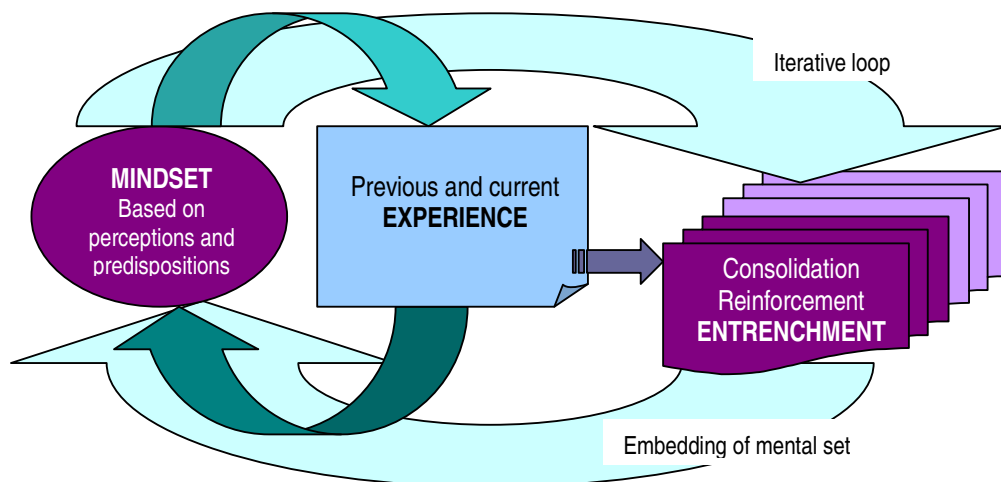 Iterative loop
MINDSET
Based on
perceptions and
predispositions
Previous and current
EXPERIENCE
Consolidation
Reinforcement
ENTRENCHMENT
Embedding of mental set